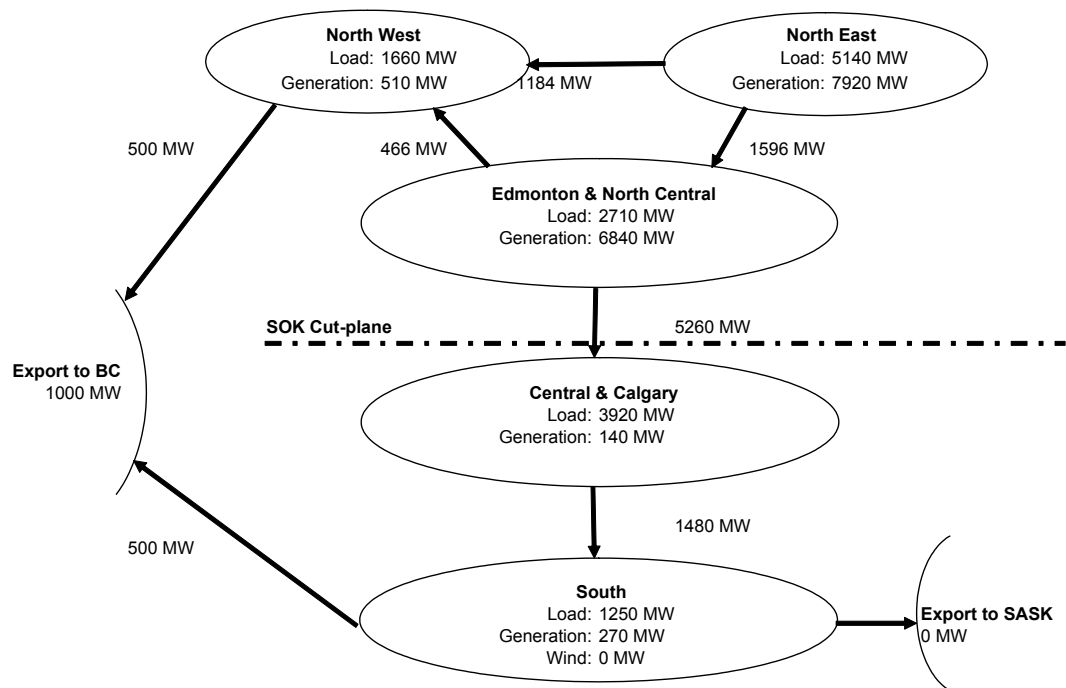 North West
Load: 1660 MW
Generation: 510 MW
North East
Load: 5140 MW
Generation: 7920 MW
1184 MW
500 MW
466 MW
1596 MW
Edmonton & North Central
Load: 2710 MW
Generation: 6840 MW
SOK Cut-plane
5260 MW
Export to BC
1000 MW
Central & Calgary
Load: 3920 MW
Generation: 140 MW
1480 MW
500 MW
South
Load: 1250 MW
Generation: 270 MW
Wind: 0 MW
Export to SASK
0 MW